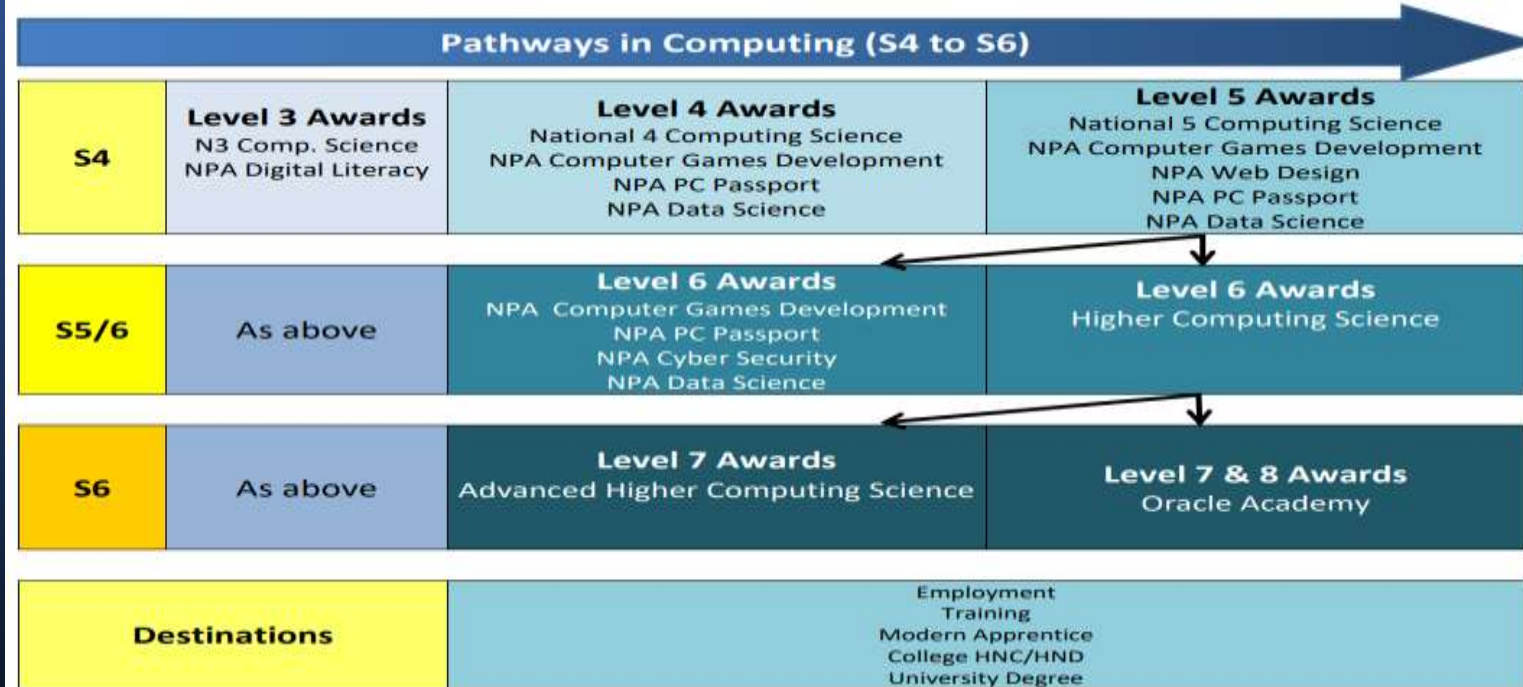 Pathways in Computing (S4 to S6)
S4
Level 3 Awards
N3 Comp. Science
NPA Digital Literacy
Level 4 Awards
National 4 Computing Science
NPA Computer Games Development
NPA PC Passport
NPA Data Science
Level 5 Awards
National 5 Computing Science
NPA Computer Games Development
NPA Web Design
NPA PC Passport
NPA Data Science
S5/6
As above
Level 6 Awards
NPA Computer Games Development
NPA PC Passport
NPA Cyber Security
NPA Data Science
Level 6 Awards
Higher Computing Science
S6
As above
Level 7 Awards
Advanced Higher Computing Science
Level 7 & 8 Awards
Oracle Academy
Destinations
Employment
Training
Modern Apprentice
College HNC/HND
University Degree